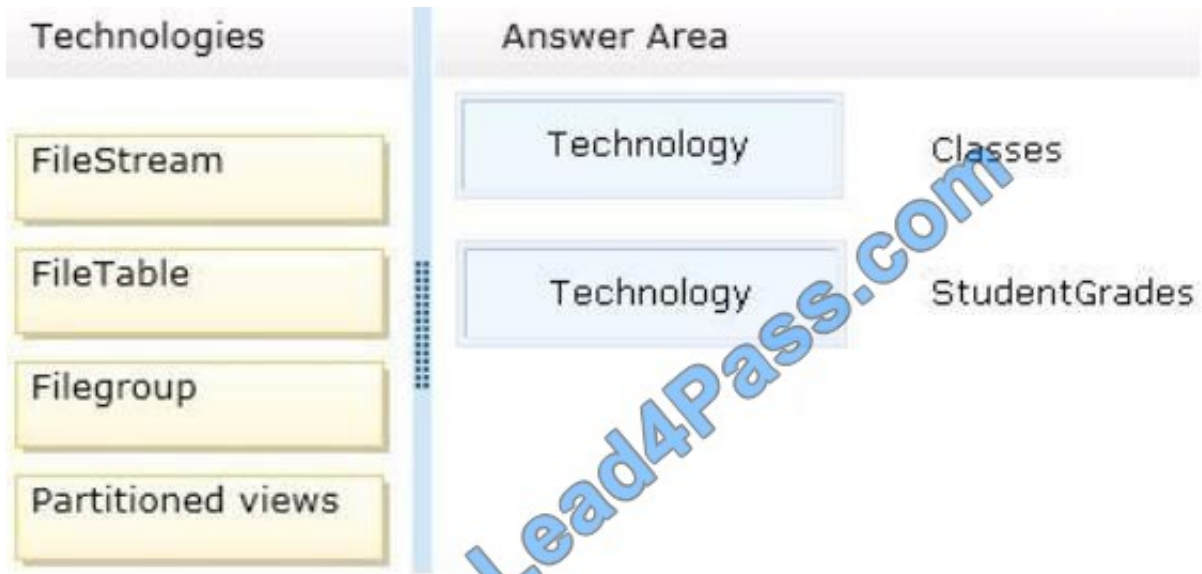 Technologies
Answer Area
FileStream
FileTable
Filegroup
Partitioned views
Technology
Classes
Technology
StudentGrades
Lead4Pass.com